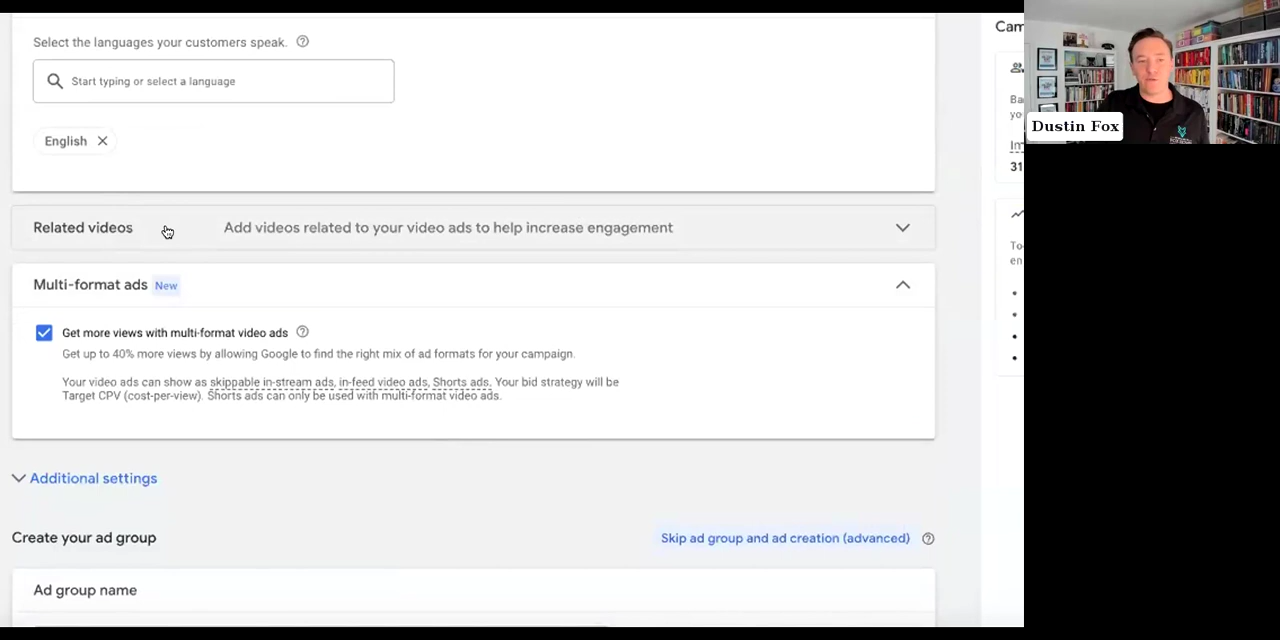 Select the languages your customers speak.
Start typing or select a language
English
Related videos
Add videos related to your video ads to help increase engagement
Multi-format ads New
Get more views with multi-format video ads
Get up to 40% more views by allowing Google to find the right mix of ad formats for your campaign.
Your video ads can show as skippable in-stream ads, in-feed video ads, Shorts ads. Your bid strategy will be
Target CPV (cost-per-view). Shorts ads can only be used with multi-format video ads.
Additional settings
Create your ad group
Skip ad group and ad creation (advanced)
Ad group name
Cam
Ba
yo
Im
31
To
en
Dustin Fox